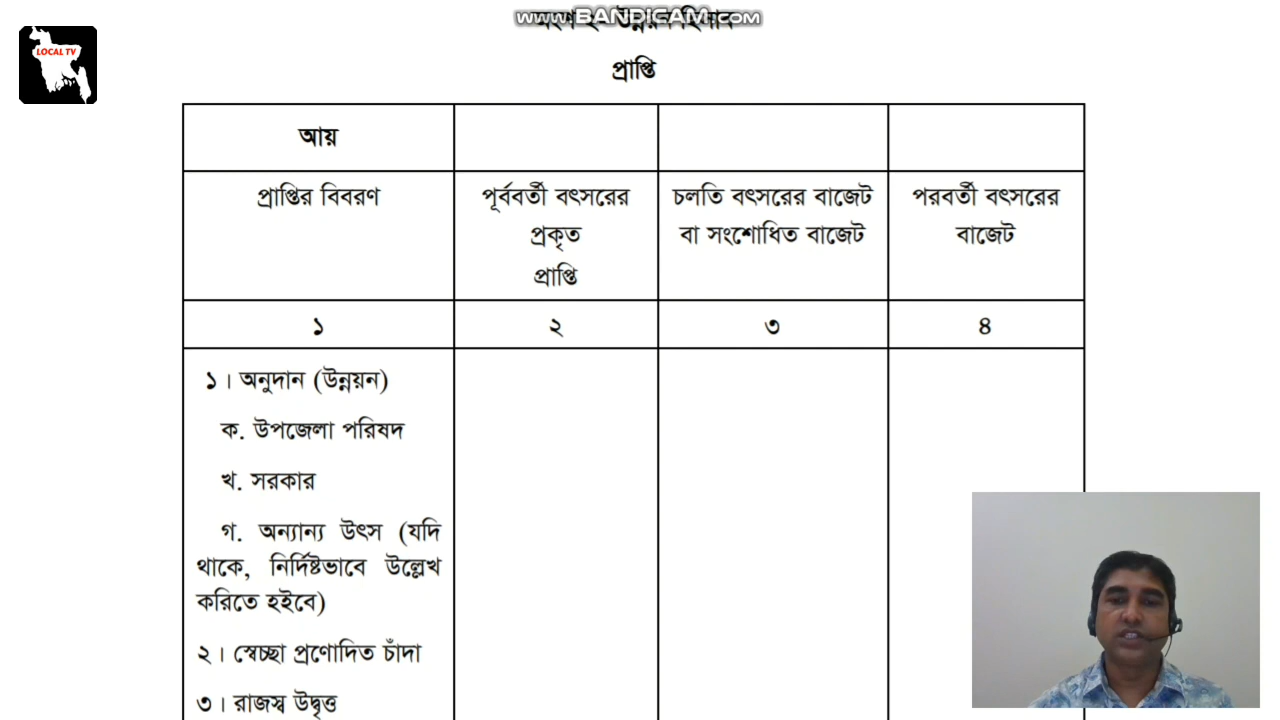 www.BANDICAM.com
LOCAL TV
প্রাপ্তি
আয়
প্রাপ্তির বিবরণ
পূর্ববর্তী বৎসরের
প্রকৃত
প্রাপ্তি
চলতি বৎসরের বাজেট
বা সংশোধিত বাজেট
পরবর্তী বৎসরের
বাজেট
১
২
৩
৪
১। অনুদান (উন্নয়ন)
ক. উপজেলা পরিষদ
খ. সরকার
গ. অন্যান্য উৎস (যদি
থাকে, নির্দিষ্টভাবে উল্লেখ
করিতে হইবে)
২। স্বেচ্ছা প্রণোদিত চাঁদা
৩। রাজস্ব উদ্বৃত্ত